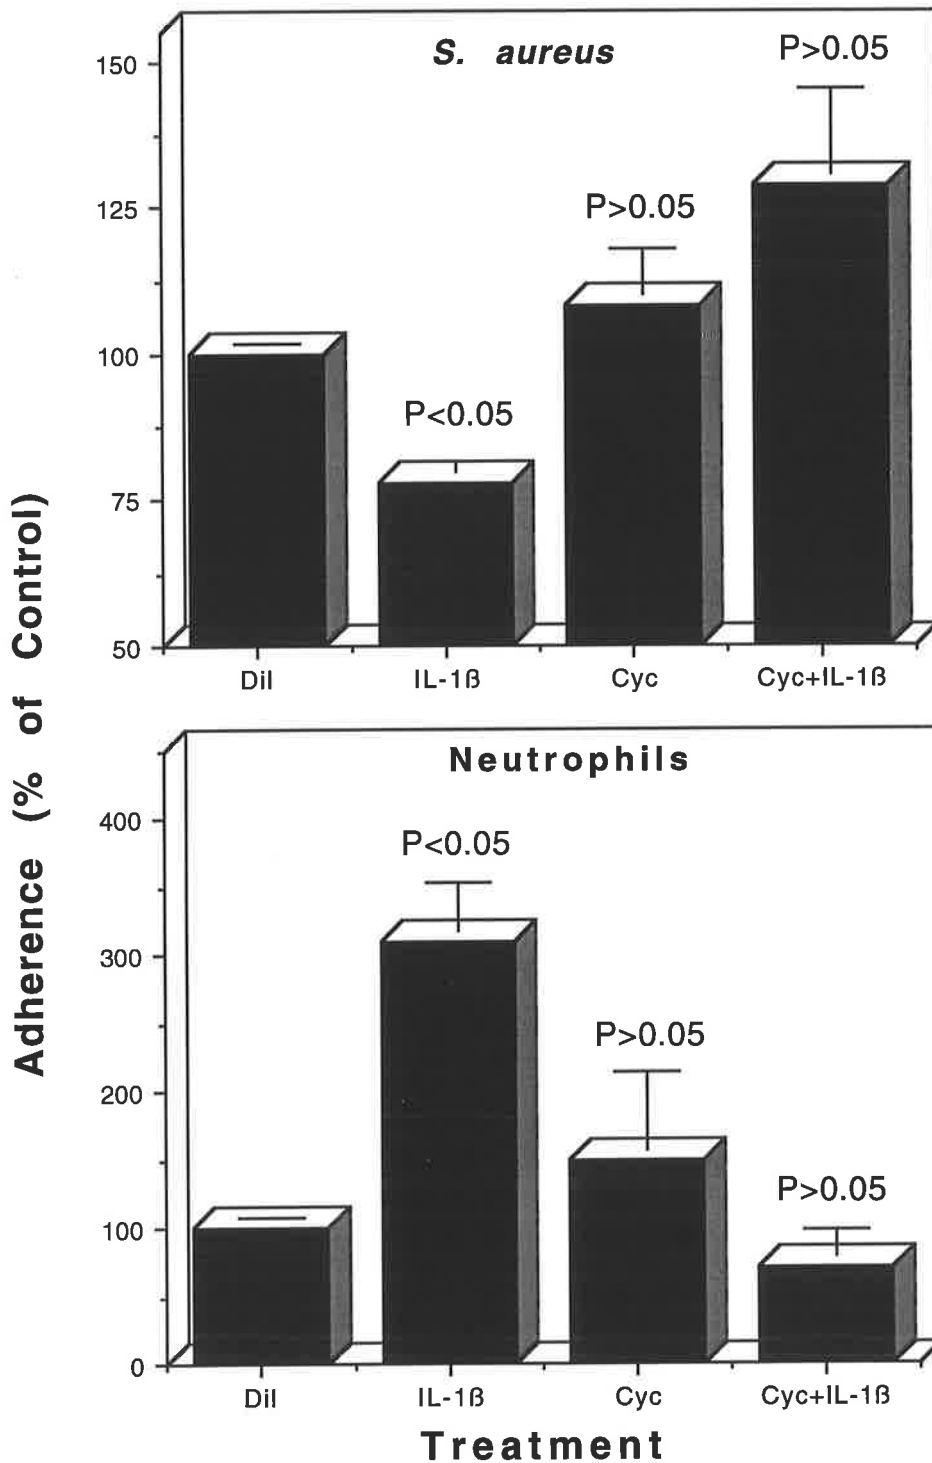 S. aureus
P>0.05
150
P>0.05
125
100
P<0.05
75
50
Dil IL-1ß Cyc Cyc+IL-1ß
Adherence (% of Control)
Neutrophils
400
P<0.05
300
P>0.05
200
P>0.05
100
0
Dil IL-1ß Cyc Cyc+IL-1ß
Treatment